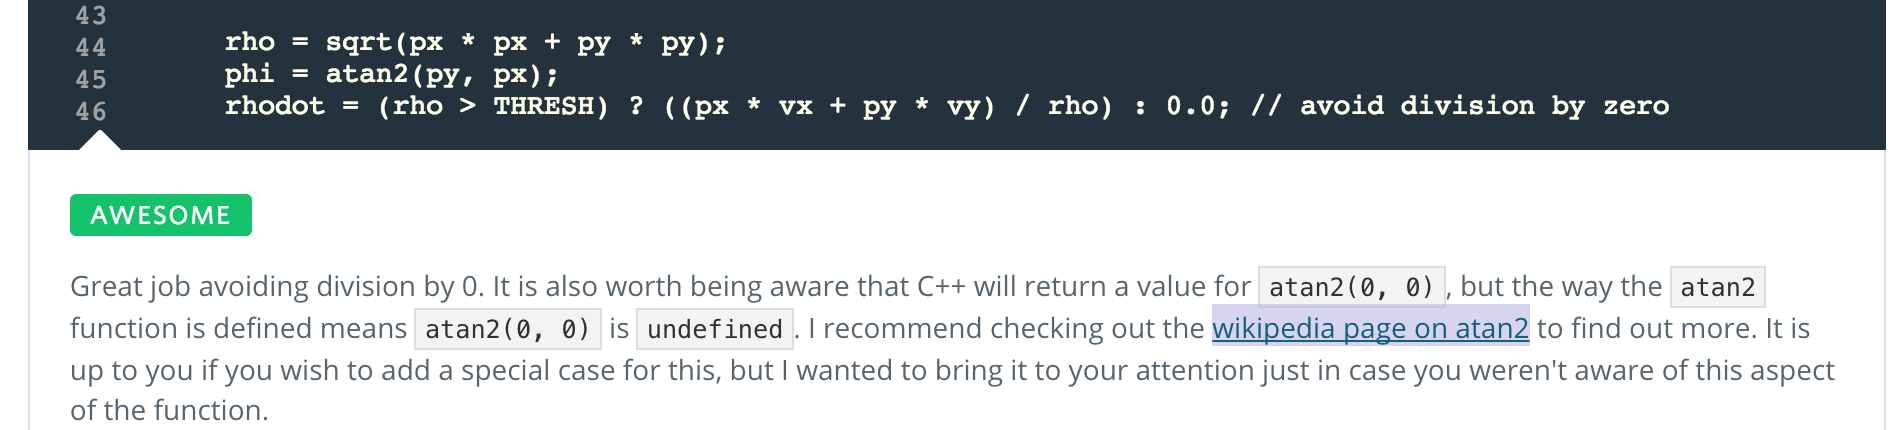 43
44 rho = sqrt(px * px + py * py);
45 phi = atan2(py, px);
46 rhodot = (rho > THRESH) ? ((px * vx + py * vy) / rho) : 0.0; // avoid division by zero
AWESOME
Great job avoiding division by 0. It is also worth being aware that C++ will return a value for atan2(0, 0), but the way the atan2
function is defined means atan2(0, 0) is undefined. I recommend checking out the wikipedia page on atan2 to find out more. It is
up to you if you wish to add a special case for this, but I wanted to bring it to your attention just in case you weren't aware of this aspect
of the function.